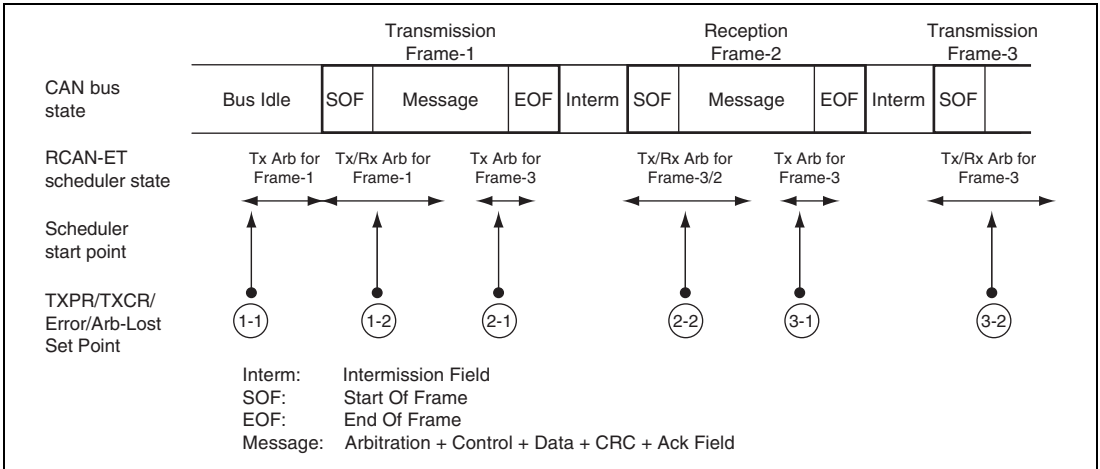 Transmission
Frame-1
Reception
Frame-2
Transmission
Frame-3
CAN bus
state
Bus Idle
SOF
Message
EOF
Interm
SOF
Message
EOF
Interm
SOF
RCAN-ET
scheduler state
Tx Arb for
Frame-1
Tx/Rx Arb for
Frame-1
Tx Arb for
Frame-3
Tx/Rx Arb for
Frame-3/2
Tx Arb for
Frame-3
Tx/Rx Arb for
Frame-3
Scheduler
start point
TXPR/TXCR/
Error/Arb-Lost
Set Point
1-1
1-2
2-1
2-2
3-1
3-2
Interm: Intermission Field
SOF: Start Of Frame
EOF: End Of Frame
Message: Arbitration + Control + Data + CRC + Ack Field